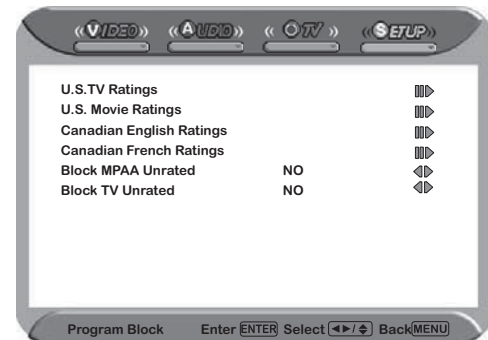 VIDEO AUDIO TV SETUP
U.S.TV Ratings
U.S. Movie Ratings
Canadian English Ratings
Canadian French Ratings
Block MPAA Unrated NO
Block TV Unrated NO
Program Block Enter ENTER Select ◀▶/◆ Back MENU